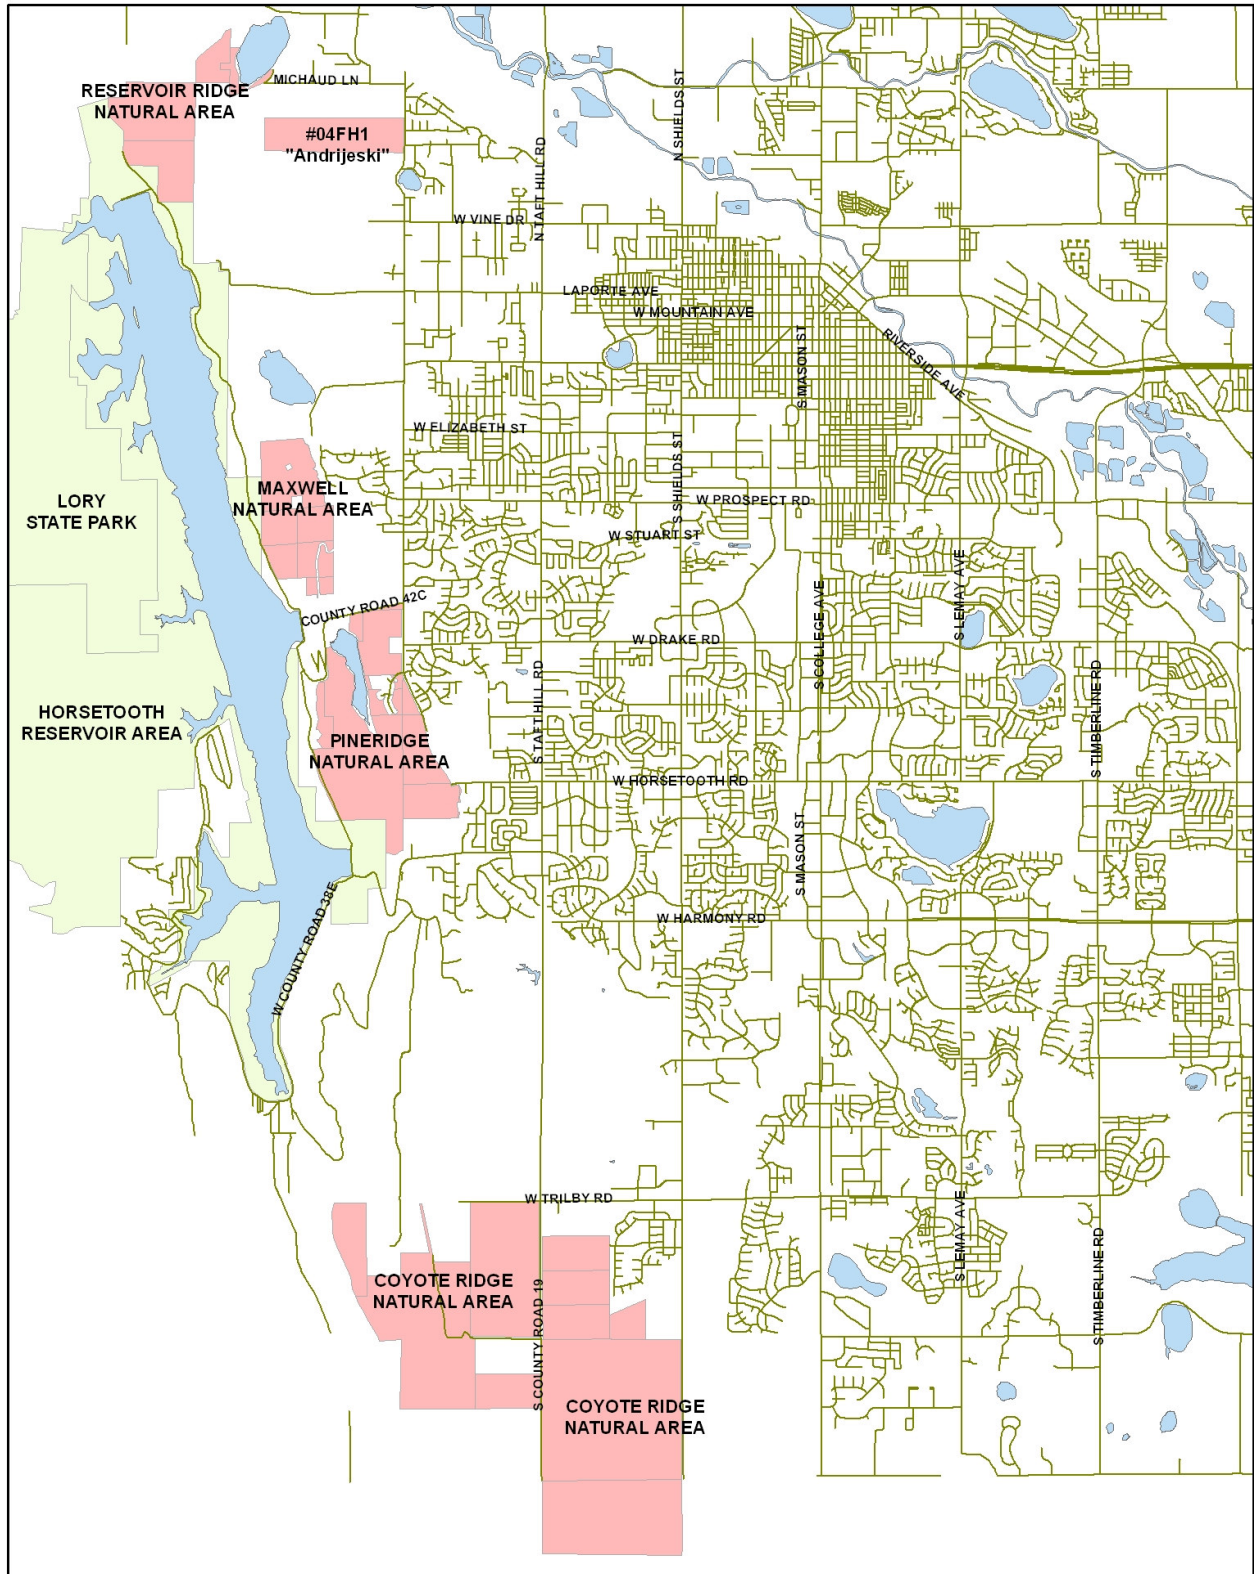 MICHAUD LN
RESERVOIR RIDGE
NATURAL AREA
#04FH1
"Andrijeski"
N SHIELDS ST
N TAFT HILL RD
W VINE DR
LAPORTE AVE
W MOUNTAIN AVE
S MASON ST
RIVERSIDE AVE
W ELIZABETH ST
S SHIELDS ST
MAXWELL
NATURAL AREA
LORY
STATE PARK
W PROSPECT RD
W STUART ST
COUNTY ROAD 42C
S COLLEGE AVE
S LEMAY AVE
W DRAKE RD
S TAFT HILL RD
S TIMBERLINE RD
HORSETOOTH
RESERVOIR AREA
PINERIDGE
NATURAL AREA
W HORSETOOTH RD
S MASON ST
W HARMONY RD
W COUNTY ROAD 38E
W TRILBY RD
S LEMAY AVE
S TIMBERLINE RD
COYOTE RIDGE
NATURAL AREA
S COUNTY ROAD 19
COYOTE RIDGE
NATURAL AREA